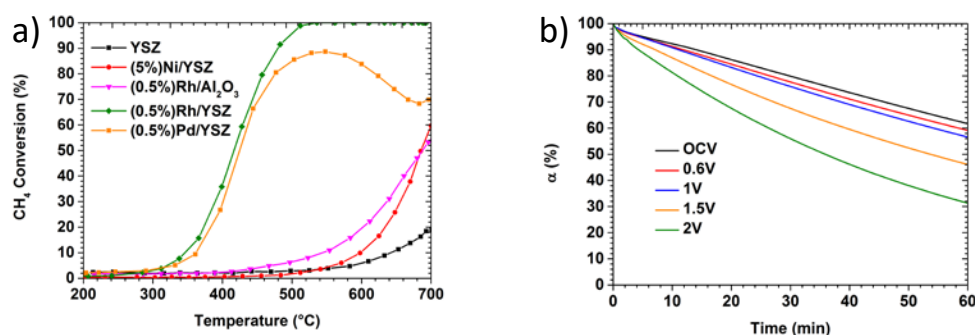 a)
100
90
80
70
60
50
40
30
20
10
0
CH₄ Conversion (%)
YSZ
(5%)Ni/YSZ
(0.5%)Rh/Al₂O₃
(0.5%)Rh/YSZ
(0.5%)Pd/YSZ
200 300 400 500 600 700
Temperature (°C)
b)
100
90
80
70
60
50
40
30
20
10
0
α (%)
OCV
0.6V
1V
1.5V
2V
0 10 20 30 40 50 60
Time (min)